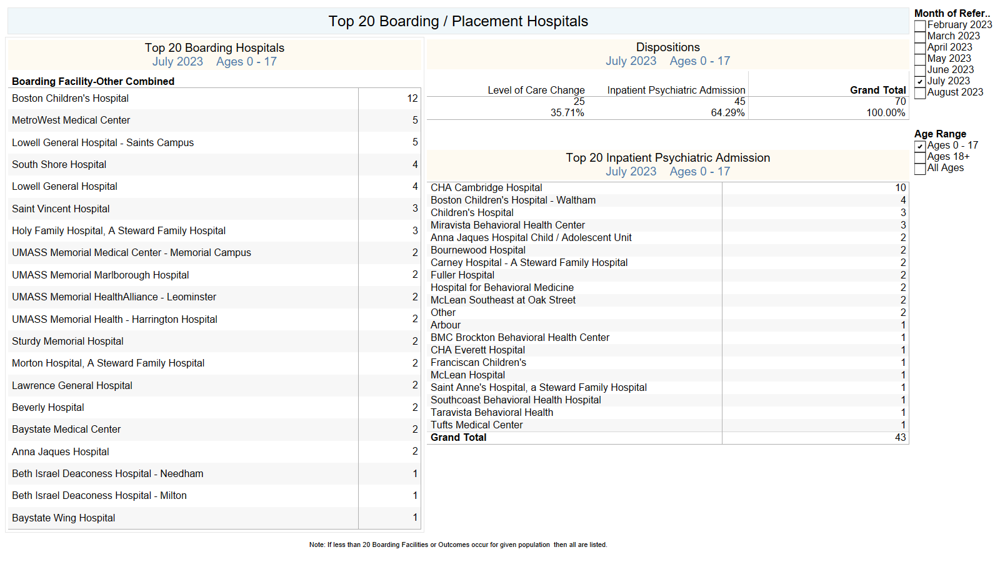 Top 20 Boarding / Placement Hospitals
Top 20 Boarding Hospitals
July 2023 Ages 0 - 17
Boarding Facility-Other Combined
Boston Children's Hospital 12
MetroWest Medical Center 5
Lowell General Hospital - Saints Campus 5
South Shore Hospital 4
Lowell General Hospital 4
Saint Vincent Hospital 3
Holy Family Hospital, A Steward Family Hospital 3
UMASS Memorial Medical Center - Memorial Campus 2
UMASS Memorial Marlborough Hospital 2
UMASS Memorial HealthAlliance - Leominster 2
UMASS Memorial Health - Harrington Hospital 2
Sturdy Memorial Hospital 2
Morton Hospital, A Steward Family Hospital 2
Lawrence General Hospital 2
Beverly Hospital 2
Baystate Medical Center 2
Anna Jaques Hospital 2
Beth Israel Deaconess Hospital - Needham 1
Beth Israel Deaconess Hospital - Milton 1
Baystate Wing Hospital 1
Dispositions
July 2023 Ages 0 - 17
Level of Care Change Inpatient Psychiatric Admission Grand Total
25 45 70
35.71% 64.29% 100.00%
Top 20 Inpatient Psychiatric Admission
July 2023 Ages 0 - 17
CHA Cambridge Hospital 10
Boston Children's Hospital - Waltham 4
Children's Hospital 3
Miravista Behavioral Health Center 3
Anna Jaques Hospital Child / Adolescent Unit 2
Bournewood Hospital 2
Carney Hospital - A Steward Family Hospital 2
Fuller Hospital 2
Hospital for Behavioral Medicine 2
McLean Southeast at Oak Street 2
Other 2
Arbour 1
BMC Brockton Behavioral Health Center 1
CHA Everett Hospital 1
Franciscan Children's 1
McLean Hospital 1
Saint Anne's Hospital, a Steward Family Hospital 1
Southcoast Behavioral Health Hospital 1
Taravista Behavioral Health 1
Tufts Medical Center 1
Grand Total 43
Month of Refer..
February 2023
March 2023
April 2023
May 2023
June 2023
July 2023
August 2023
Age Range
Ages 0 - 17
Ages 18+
All Ages
Note: If less than 20 Boarding Facilities or Outcomes occur for given population then all are listed.